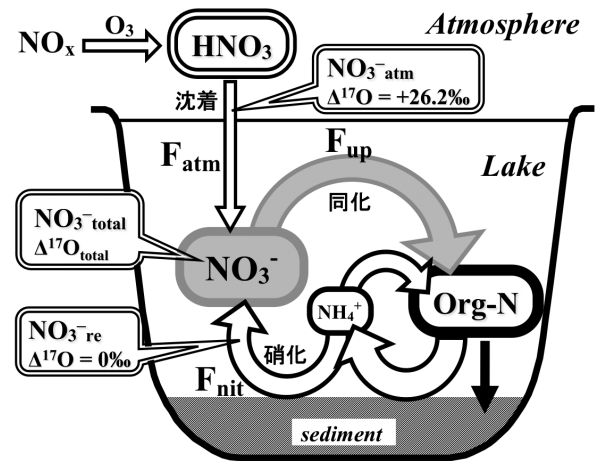 Atmosphere
NOₓ
O₃
HNO₃
沈着
NO₃⁻atm
Δ¹⁷O = +26.2‰
Fatm
Fup
Lake
同化
NO₃⁻total
Δ¹⁷Ototal
NO₃⁻
NH₄⁺
Org-N
NO₃⁻re
Δ¹⁷O = 0‰
硝化
Fnit
sediment